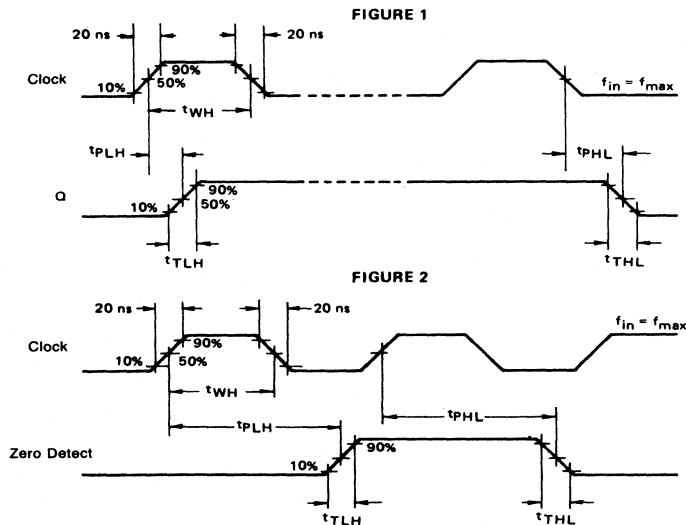 FIGURE 1
20 ns
20 ns
Clock
10%
90%
50%
tWH
fin = fmax
tPLH
tPHL
Q
10%
90%
50%
tTLH
tTHL
FIGURE 2
20 ns
20 ns
Clock
10%
90%
50%
tWH
fin = fmax
tPLH
tPHL
Zero Detect
10%
90%
tTLH
tTHL